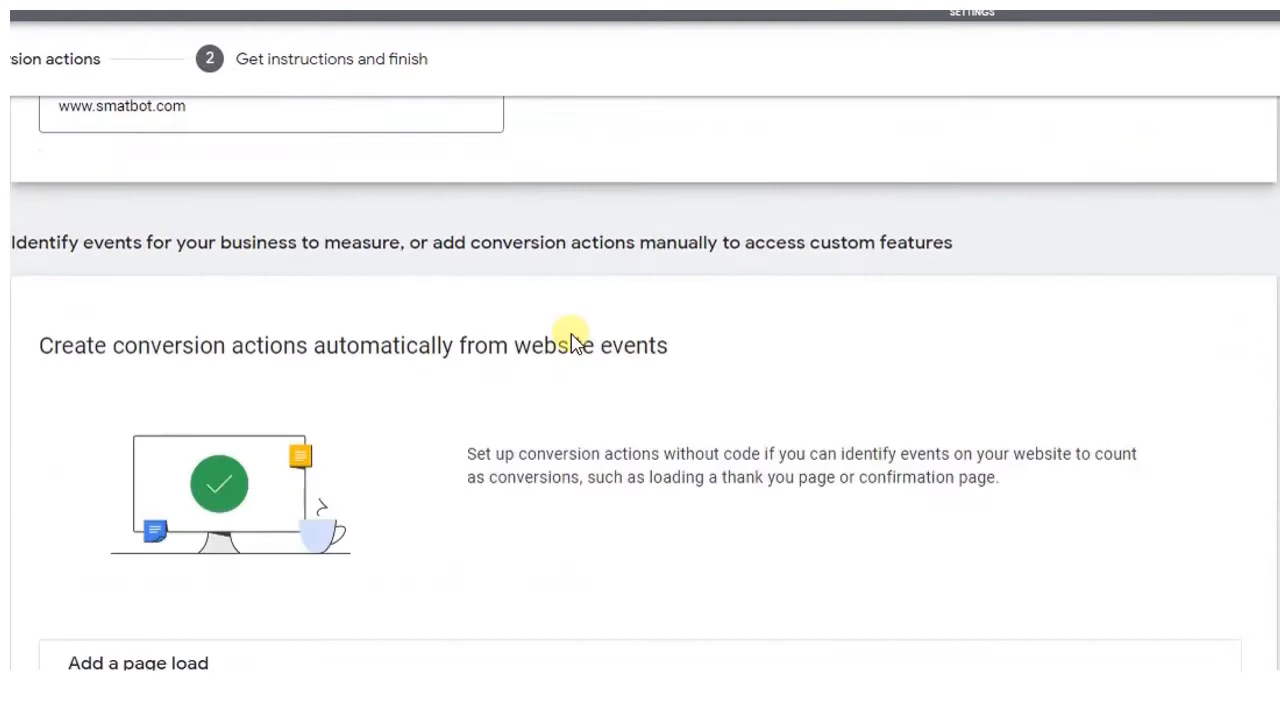 SETTINGS
sion actions
2 Get instructions and finish
www.smatbot.com
Identify events for your business to measure, or add conversion actions manually to access custom features
Create conversion actions automatically from website events
Set up conversion actions without code if you can identify events on your website to count
as conversions, such as loading a thank you page or confirmation page.
Add a page load